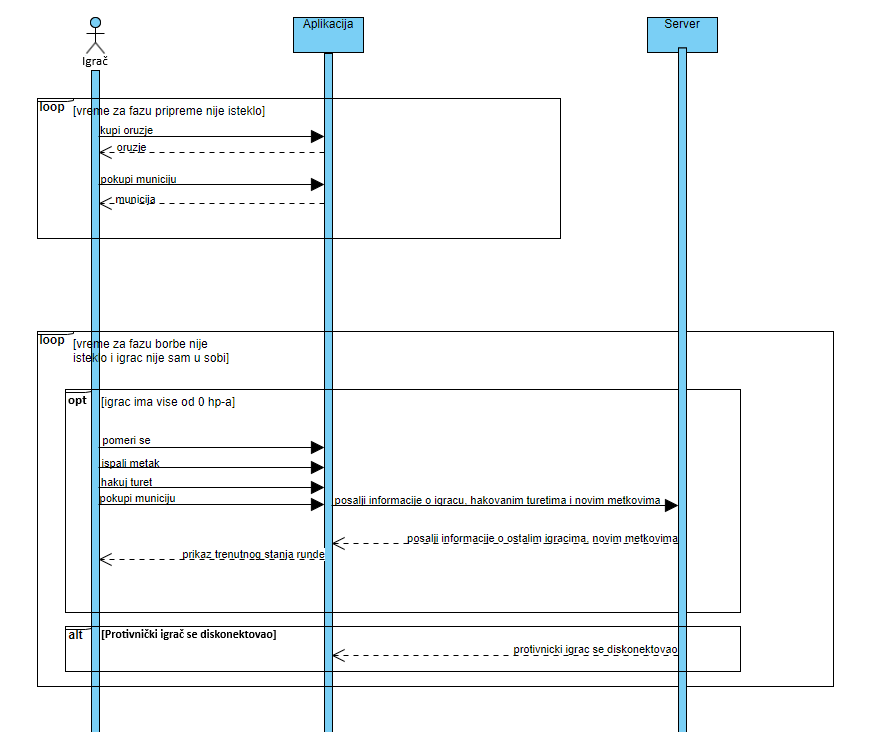 Igrač
Aplikacija
Server
loop
[vreme za fazu pripreme nije isteklo]
kupi oruzje
oruzje
pokupi municiju
municija
loop
[vreme za fazu borbe nije
isteklo i igrac nije sam u sobi]
opt
[igrac ima vise od 0 hp-a]
pomeri se
ispali metak
hakuj turet
pokupi municiju
posalji informacije o igracu, hakovanim turetima i novim metkovima
posalji informacije o ostalim igracima, novim metkovima
prikaz trenutnog stanja runde
alt
[Protivnički igrač se diskonektovao]
protivnicki igrac se diskonektovao